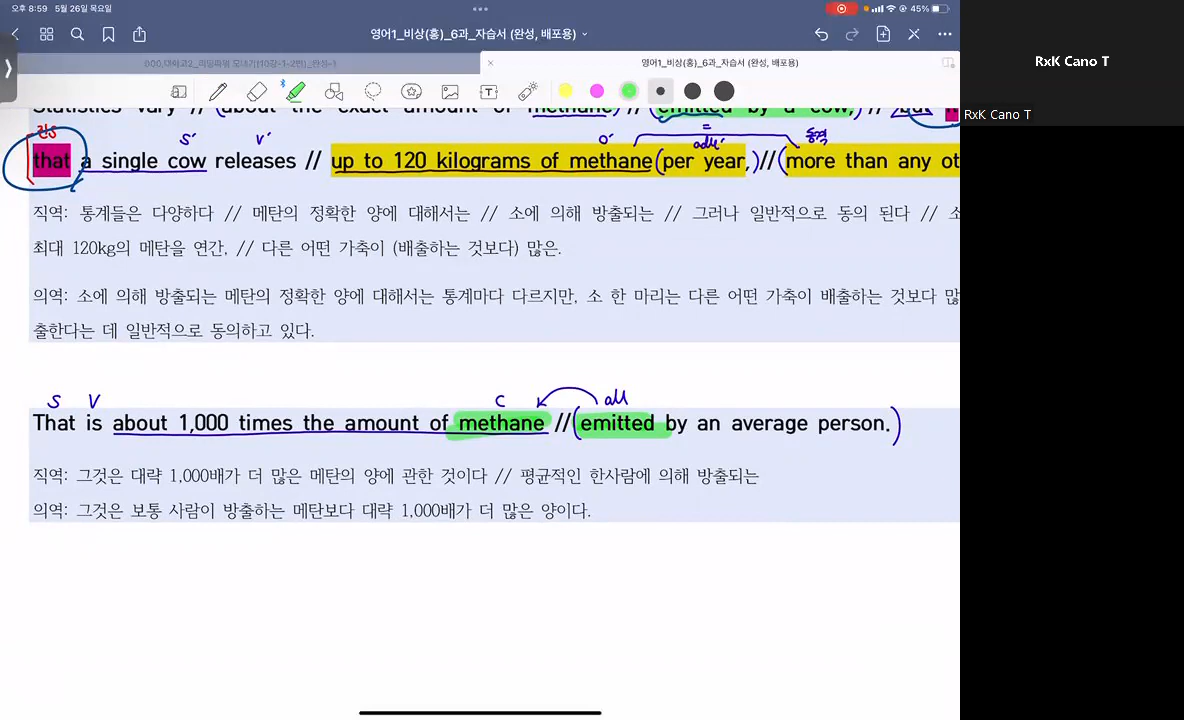 오후 8:59 5월 26일 목요일
45%
영어1_비상(홍)_6과_자습서 (완성, 배포용)
영어1_비상(홍)_6과_자습서 (완성, 배포용)
RxK Cano T
RxK Cano T
Statistics vary // (about the exact amount of methane) // (emitted by a cow,) // but
S' V' O' 동격
that a single cow releases // up to 120 kilograms of methane (per year,) // (more than any ot
직역: 통계들은 다양하다 // 메탄의 정확한 양에 대해서는 // 소에 의해 방출되는 // 그러나 일반적으로 동의 된다 // 소
최대 120kg의 메탄을 연간, // 다른 어떤 가축이 (배출하는 것보다) 많은.
의역: 소에 의해 방출되는 메탄의 정확한 양에 대해서는 통계마다 다르지만, 소 한 마리는 다른 어떤 가축이 배출하는 것보다 많
출한다는 데 일반적으로 동의하고 있다.
S V C
That is about 1,000 times the amount of methane // (emitted by an average person.)
직역: 그것은 대략 1,000배가 더 많은 메탄의 양에 관한 것이다 // 평균적인 한사람에 의해 방출되는
의역: 그것은 보통 사람이 방출하는 메탄보다 대략 1,000배가 더 많은 양이다.